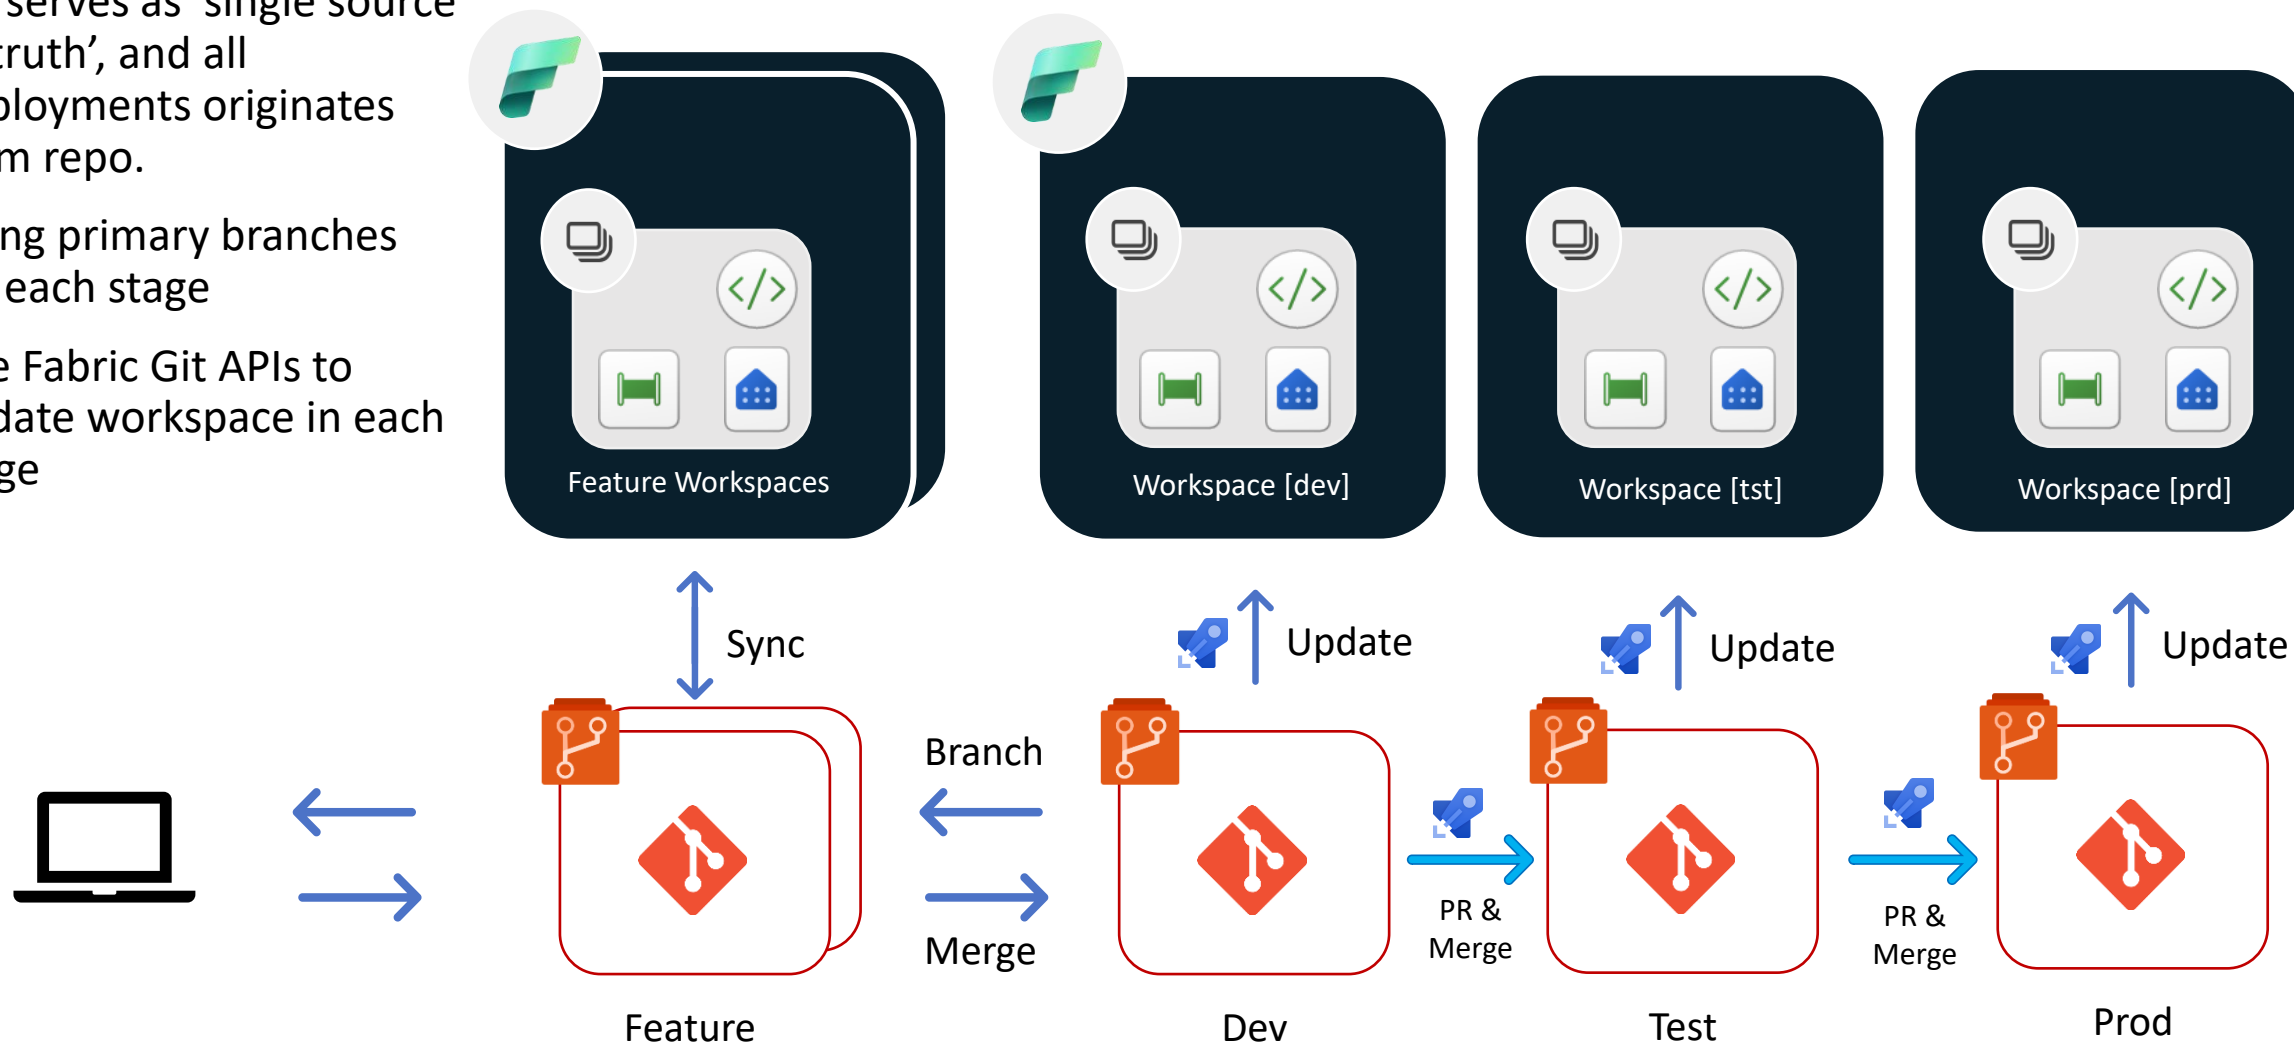 serves as ‘single source
truth’, and all
ployments originates
m repo.
ng primary branches
each stage
e Fabric Git APIs to
date workspace in each
ge
Feature Workspaces
Workspace [dev]
Workspace [tst]
Workspace [prd]
Sync
Update
Update
Update
Branch
Merge
PR &
Merge
PR &
Merge
Feature
Dev
Test
Prod